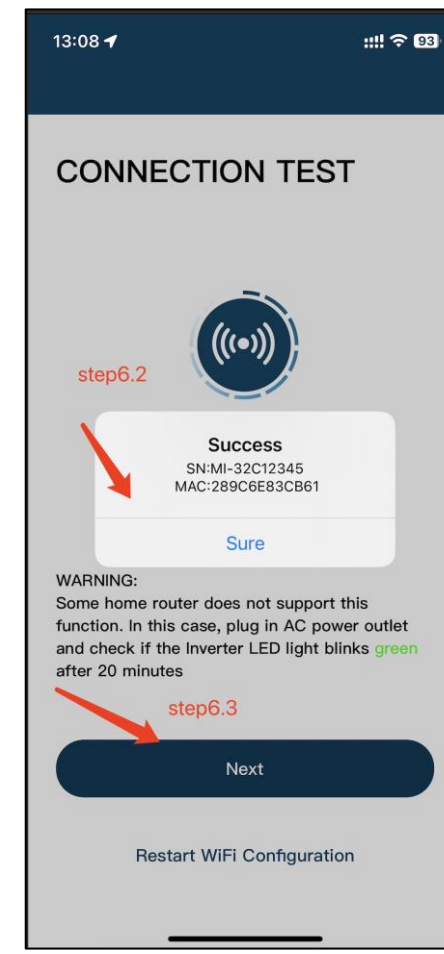 13:08
93
CONNECTION TEST
step6.2
Success
SN:MI-32C12345
MAC:289C6E83CB61
Sure
WARNING:
Some home router does not support this
function. In this case, plug in AC power outlet
and check if the Inverter LED light blinks green
after 20 minutes
step6.3
Next
Restart WiFi Configuration